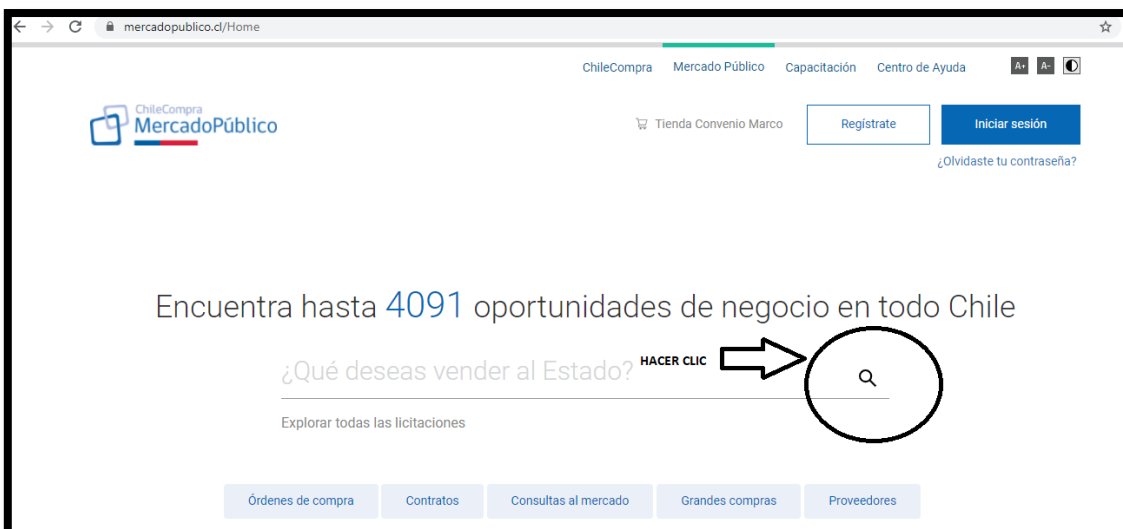 mercadopublico.cl/Home
ChileCompra Mercado Público Capacitación Centro de Ayuda A+ A-
ChileCompra
MercadoPúblico
Tienda Convenio Marco Regístrate Iniciar sesión
¿Olvidaste tu contraseña?
Encuentra hasta 4091 oportunidades de negocio en todo Chile
¿Qué deseas vender al Estado? HACER CLIC
Explorar todas las licitaciones
Órdenes de compra Contratos Consultas al mercado Grandes compras Proveedores